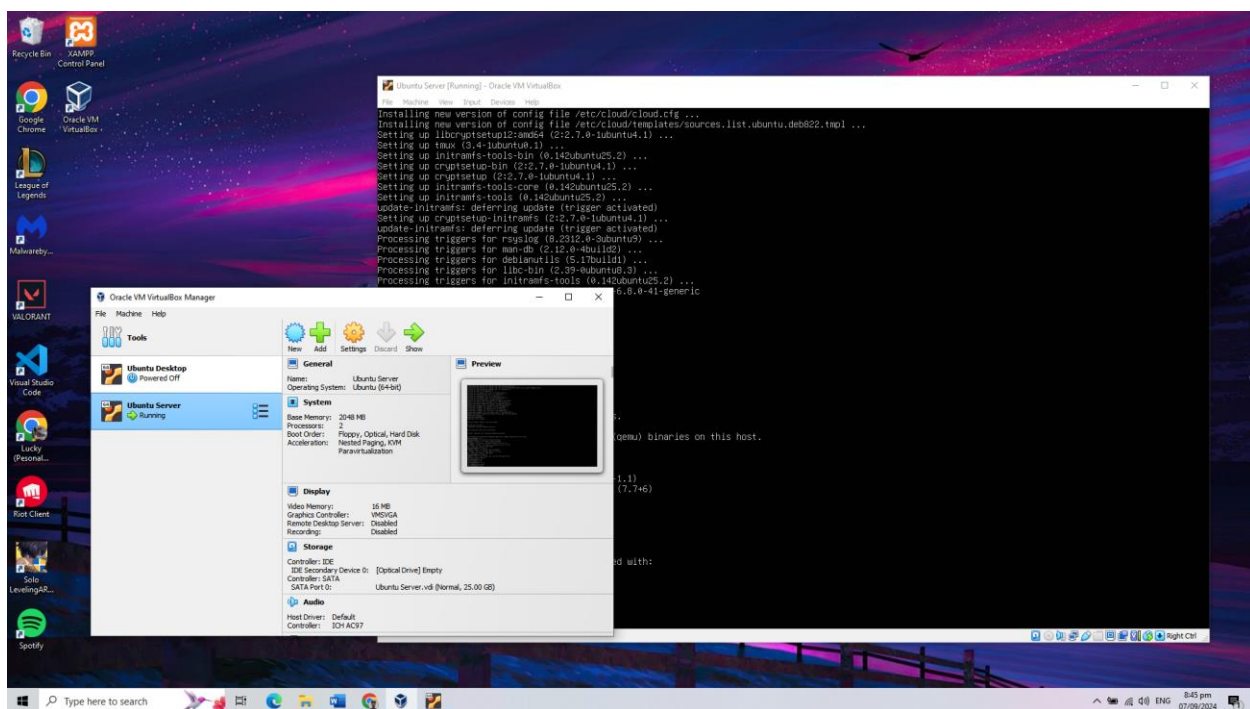 Recycle Bin
XAMPP
Control Panel
Google
Chrome
Oracle VM
VirtualBox
League of
Legends
Malwareby...
VALORANT
Visual Studio
Code
Lucky
(Pesonal...
Riot Client
Solo
LevelingAR...
Spotify
Ubuntu Server [Running] - Oracle VM VirtualBox
File Machine View Input Devices Help
Installing new version of config file /etc/cloud/cloud.cfg ...
Installing new version of config file /etc/cloud/templates/sources.list.ubuntu.deb822.tmpl ...
Setting up libcryptsetup12:amd64 (2:2.7.0-1ubuntu4.1) ...
Setting up tmux (3.4-1ubuntu0.1) ...
Setting up initramfs-tools-bin (0.142ubuntu25.2) ...
Setting up cryptsetup-bin (2:2.7.0-1ubuntu4.1) ...
Setting up cryptsetup (2:2.7.0-1ubuntu4.1) ...
Setting up initramfs-tools-core (0.142ubuntu25.2) ...
Setting up initramfs-tools (0.142ubuntu25.2) ...
update-initramfs: deferring update (trigger activated)
Setting up cryptsetup-initramfs (2:2.7.0-1ubuntu4.1) ...
update-initramfs: deferring update (trigger activated)
Processing triggers for rsyslog (8.2312.0-3ubuntu9) ...
Processing triggers for man-db (2.12.0-4build2) ...
Processing triggers for debianutils (5.17build1) ...
Processing triggers for libc-bin (2.39-0ubuntu8.3) ...
Processing triggers for initramfs-tools (0.142ubuntu25.2) ...
-6.8.0-41-generic
(qemu) binaries on this host.
-1.1)
(7.7+6)
ed with:
Right Ctrl
Oracle VM VirtualBox Manager
File Machine Help
Tools
New Add Settings Discard Show
Ubuntu Desktop
Powered Off
Ubuntu Server
Running
General
Name: Ubuntu Server
Operating System: Ubuntu (64-bit)
System
Base Memory: 2048 MB
Processors: 2
Boot Order: Floppy, Optical, Hard Disk
Acceleration: Nested Paging, KVM
Paravirtualization
Preview
Display
Video Memory: 16 MB
Graphics Controller: VMSVGA
Remote Desktop Server: Disabled
Recording: Disabled
Storage
Controller: IDE
IDE Secondary Device 0: [Optical Drive] Empty
Controller: SATA
SATA Port 0: Ubuntu Server.vdi (Normal, 25.00 GB)
Audio
Host Driver: Default
Controller: ICH AC97
Type here to search
ENG
8:45 pm
07/09/2024